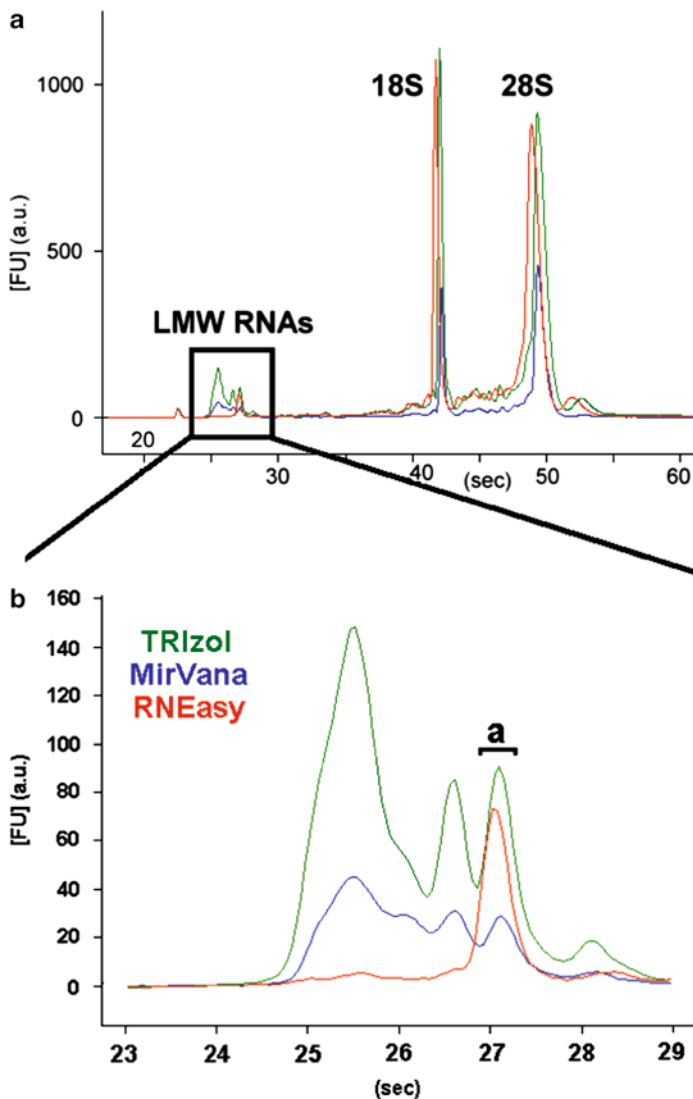 a
1000
18S
28S
[FU] (a.u.)
500
LMW RNAs
0
20
30
40
(sec)
50
60
b
160
TRIzol
140
MirVana
120
RNEasy
100
a
[FU] (a.u.)
80
60
40
20
0
23 24 25 26 27 28 29
(sec)